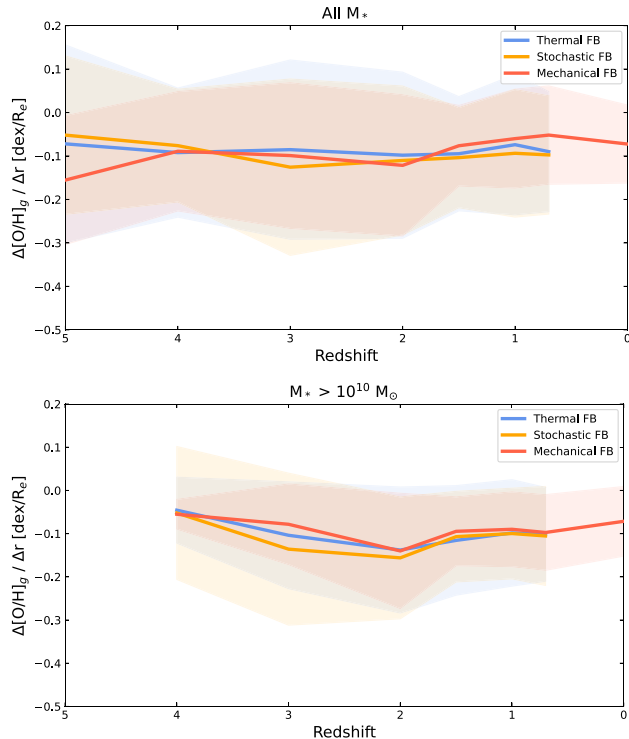 All M*
0.2
0.1
0.0
−0.1
−0.2
−0.3
−0.4
−0.5
Δ[O/H]g / Δr [dex/Re]
Thermal FB
Stochastic FB
Mechanical FB
5 4 3 2 1 0
Redshift
M* > 10^10 M⊙
0.2
0.1
0.0
−0.1
−0.2
−0.3
−0.4
−0.5
Δ[O/H]g / Δr [dex/Re]
Thermal FB
Stochastic FB
Mechanical FB
5 4 3 2 1 0
Redshift